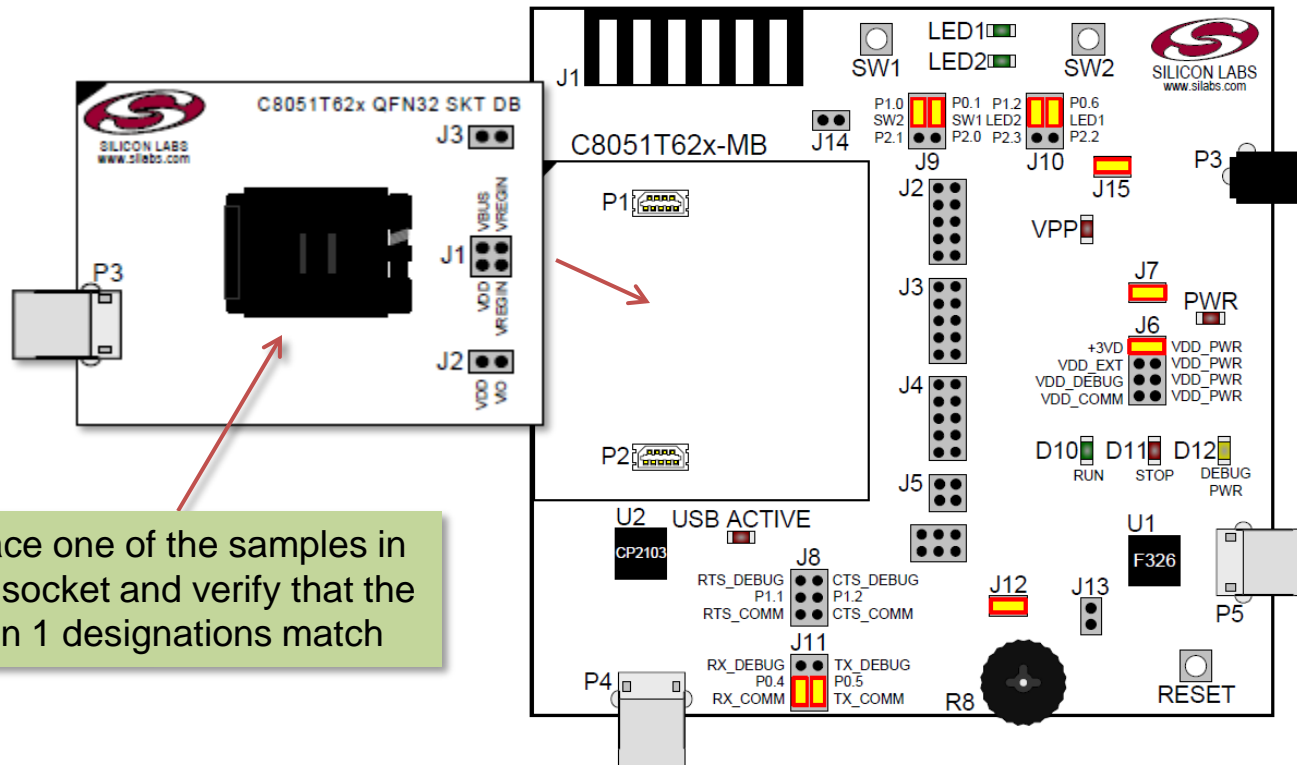 C8051T62x QFN32 SKT DB
SILICON LABS
www.silabs.com
J3
VBUS
VREGIN
J1
VDD
VREGIN
P3
J2
VDD
VIO
one of the samples in
socket and verify that the
1 designations match
J1
SW1
LED1
LED2
SW2
SILICON LABS
www.silabs.com
C8051T62x-MB
J14
P1.0 P0.1
SW2 SW1
P2.1 P2.0
J9
P1.2 P0.6
LED2 LED1
P2.3 P2.2
J10
J15
P3
P1
J2
VPP
J3
J7
PWR
J6
+3VD VDD_PWR
VDD_EXT VDD_PWR
VDD_DEBUG VDD_PWR
VDD_COMM VDD_PWR
J4
P2
D10
RUN
D11
STOP
D12
DEBUG
PWR
J5
U2
CP2103
USB ACTIVE
U1
F326
P5
J8
RTS_DEBUG CTS_DEBUG
P1.1 P1.2
RTS_COMM CTS_COMM
J12
J13
J11
RX_DEBUG TX_DEBUG
P0.4 P0.5
RX_COMM TX_COMM
P4
R8
RESET